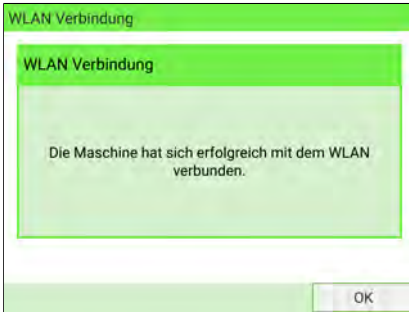 WLAN Verbindung
WLAN Verbindung
Die Maschine hat sich erfolgreich mit dem WLAN
verbunden.
OK